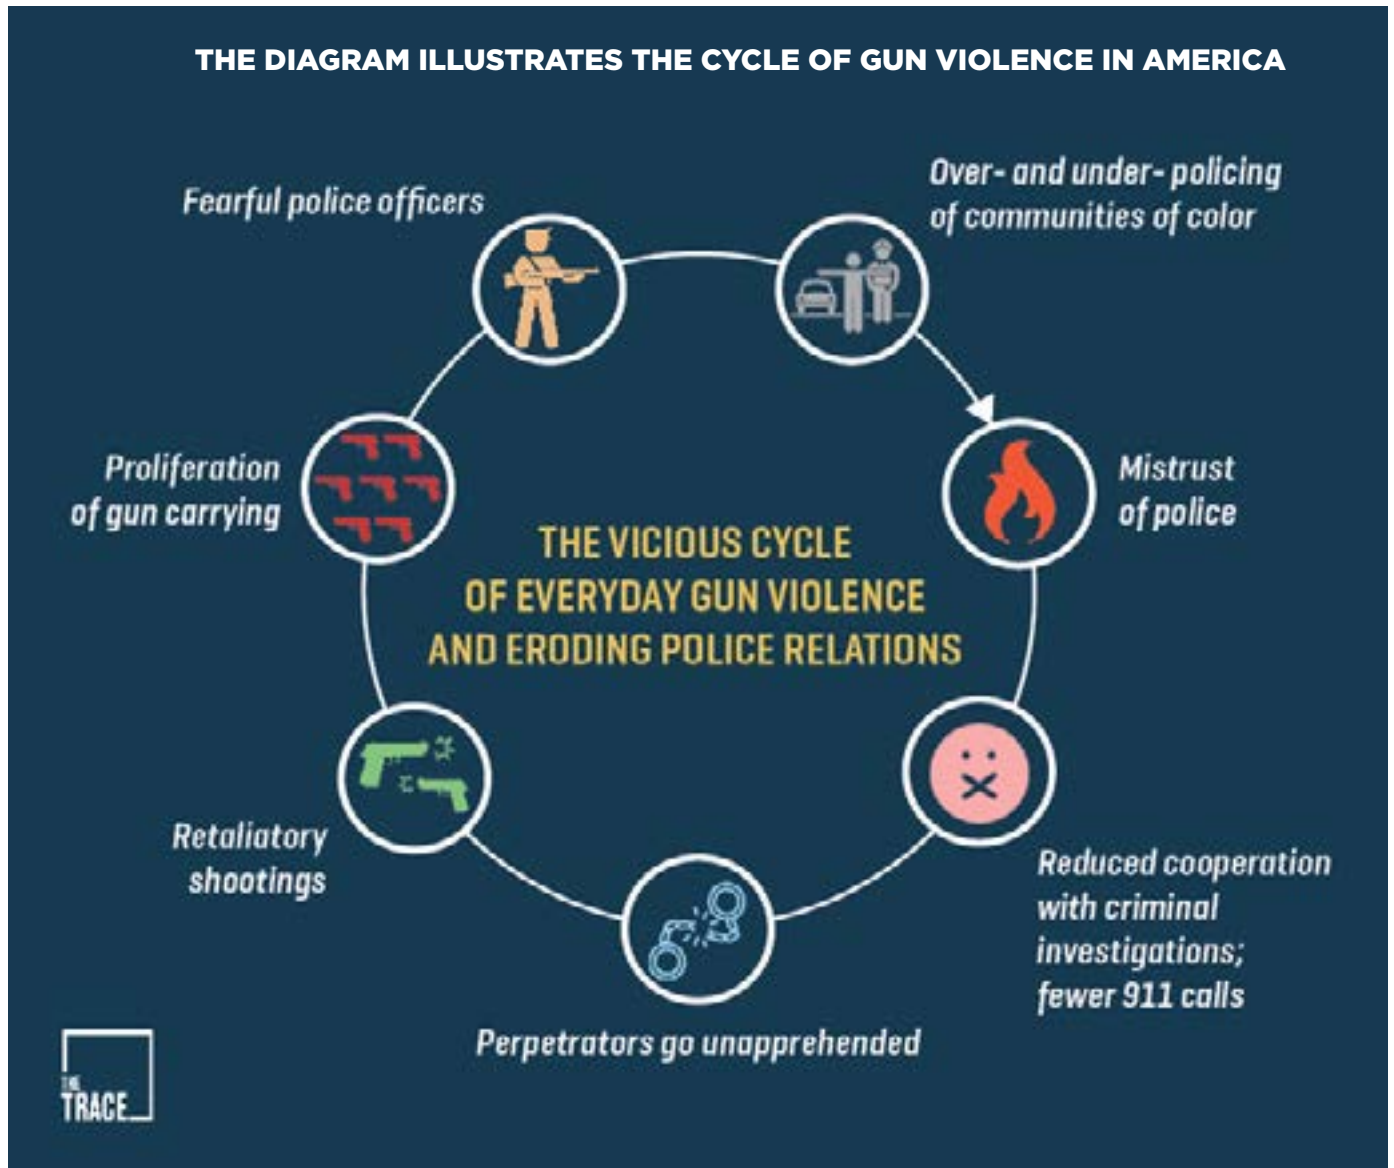 THE DIAGRAM ILLUSTRATES THE CYCLE OF GUN VIOLENCE IN AMERICA
Fearful police officers
Over- and under- policing
of communities of color
Proliferation
of gun carrying
Mistrust
of police
THE VICIOUS CYCLE
OF EVERYDAY GUN VIOLENCE
AND ERODING POLICE RELATIONS
Retaliatory
shootings
Reduced cooperation
with criminal
investigations;
fewer 911 calls
Perpetrators go unapprehended
THE
TRACE